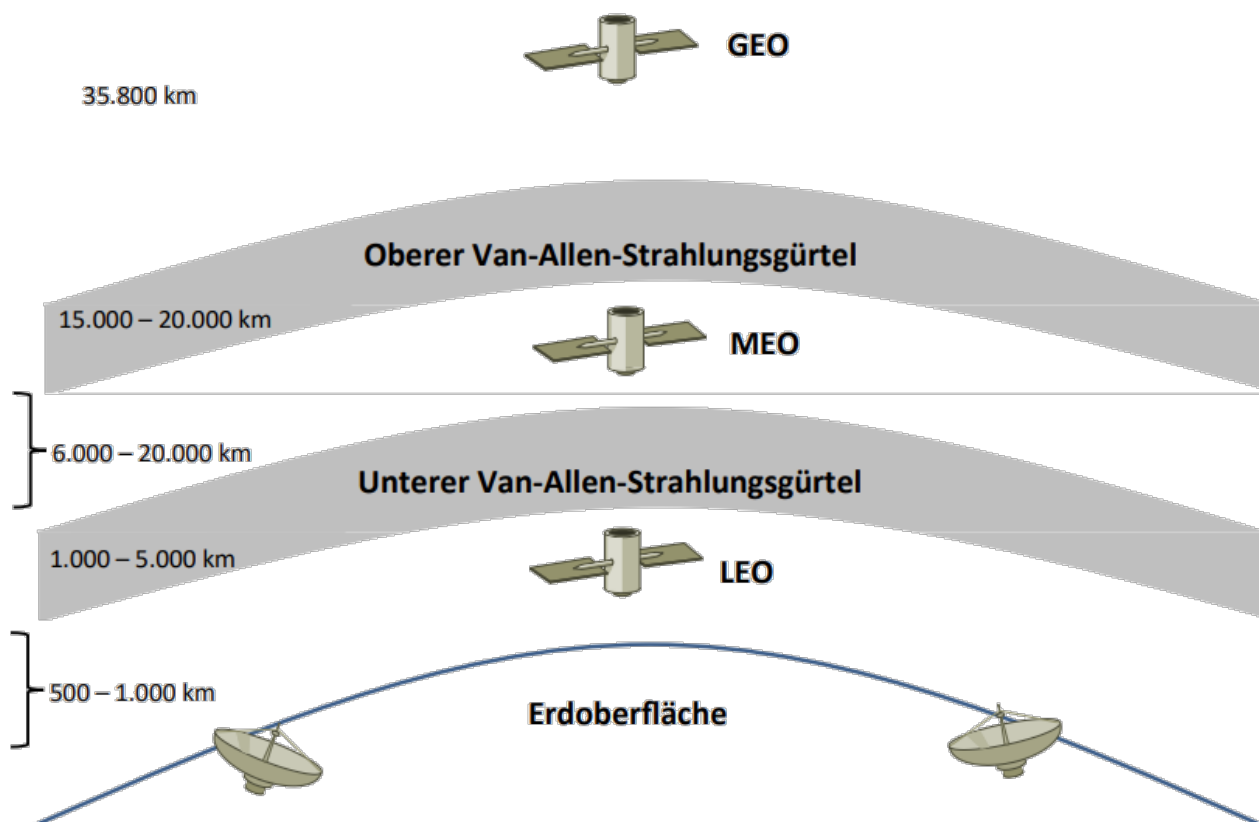 GEO
35.800 km
Oberer Van-Allen-Strahlungsgürtel
15.000 – 20.000 km
MEO
6.000 – 20.000 km
Unterer Van-Allen-Strahlungsgürtel
1.000 – 5.000 km
LEO
500 – 1.000 km
Erdoberfläche